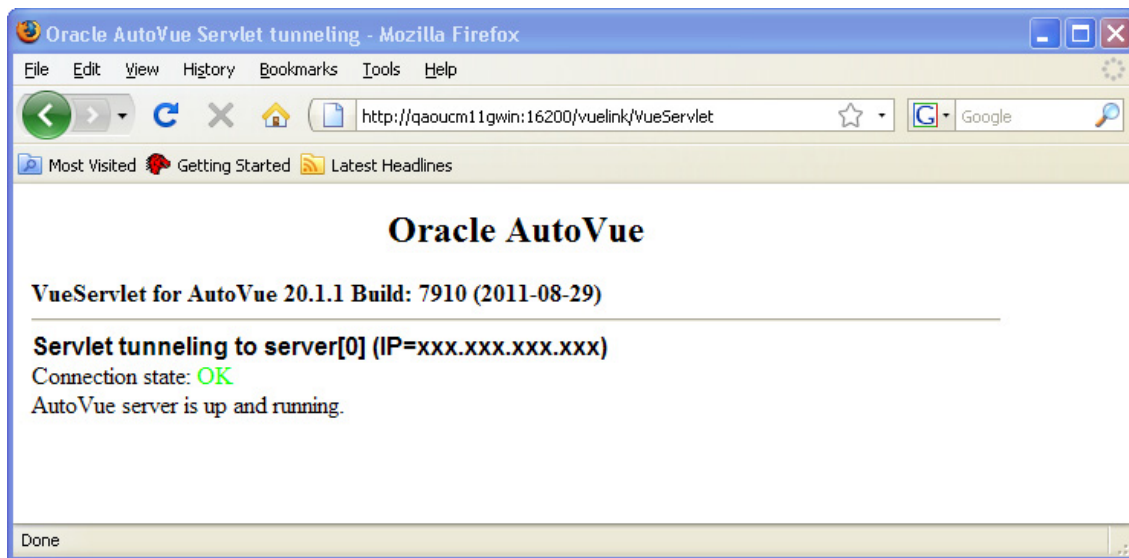 Oracle AutoVue Servlet tunneling - Mozilla Firefox
File Edit View History Bookmarks Tools Help
http://qaoucm11gwin:16200/vuelink/VueServlet G Google
Most Visited Getting Started Latest Headlines
Oracle AutoVue
VueServlet for AutoVue 20.1.1 Build: 7910 (2011-08-29)
Servlet tunneling to server[0] (IP=xxx.xxx.xxx.xxx)
Connection state: OK
AutoVue server is up and running.
Done